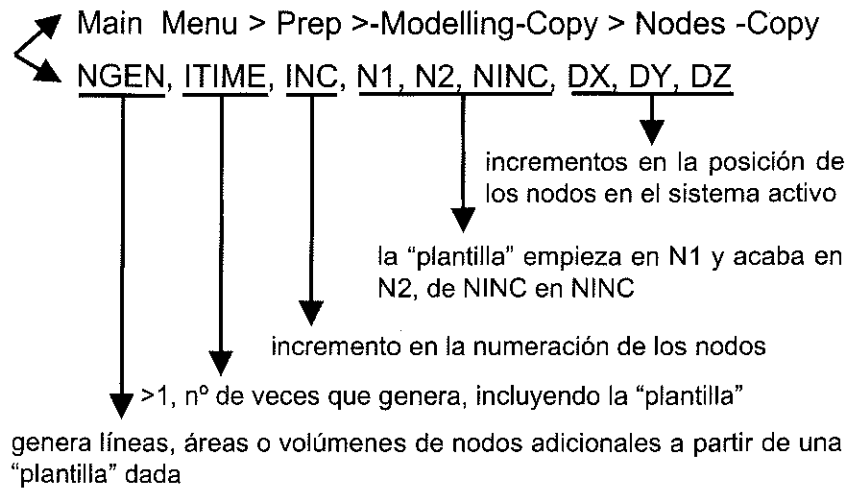 Main Menu > Prep >-Modelling-Copy > Nodes -Copy
NGEN, ITIME, INC, N1, N2, NINC, DX, DY, DZ
incrementos en la posición de
los nodos en el sistema activo
la “plantilla” empieza en N1 y acaba en
N2, de NINC en NINC
incremento en la numeración de los nodos
>1, nº de veces que genera, incluyendo la “plantilla”
genera líneas, áreas o volúmenes de nodos adicionales a partir de una
“plantilla” dada